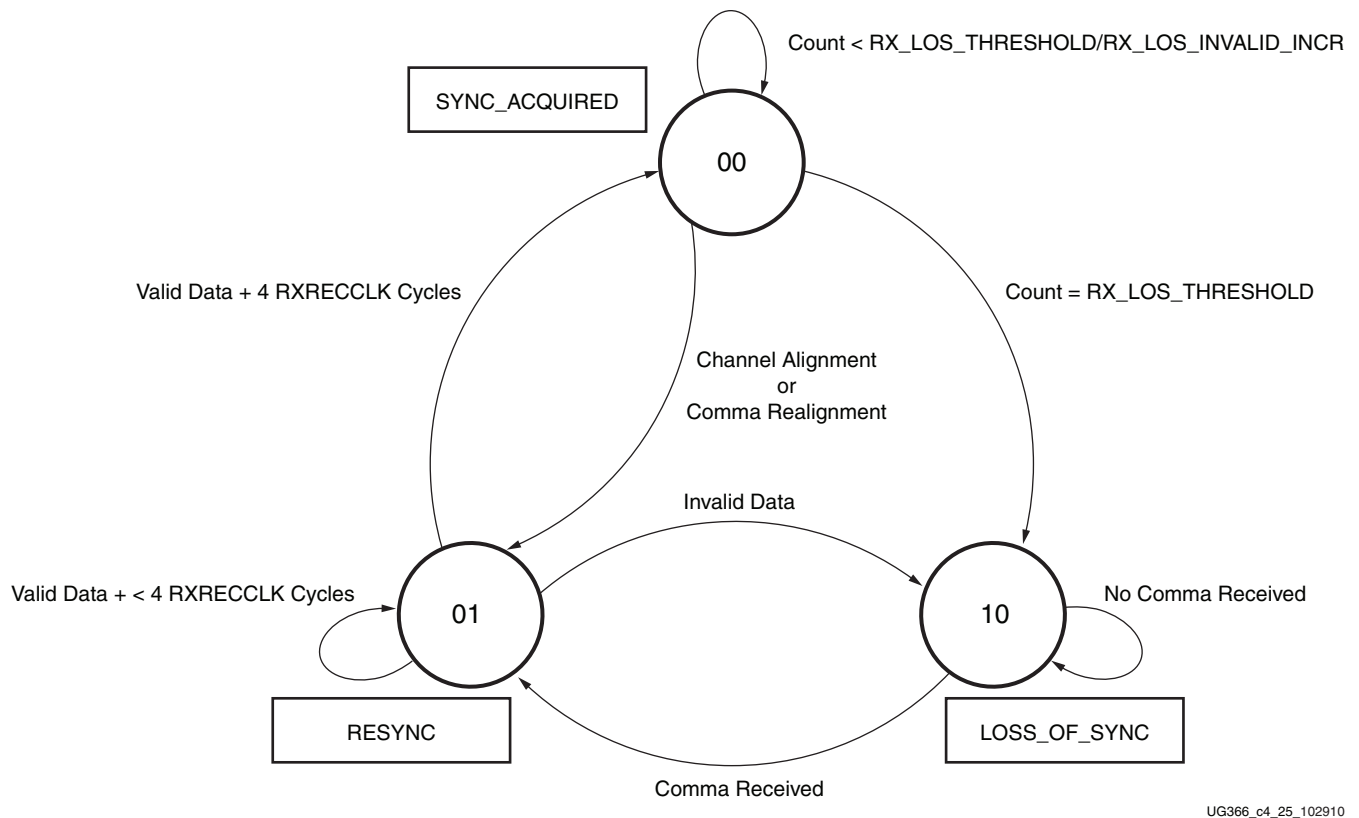 Count < RX_LOS_THRESHOLD/RX_LOS_INVALID_INCR
SYNC_ACQUIRED
00
Valid Data + 4 RXRECCLK Cycles
Count = RX_LOS_THRESHOLD
Channel Alignment
or
Comma Realignment
Invalid Data
Valid Data + < 4 RXRECCLK Cycles
01
10
No Comma Received
RESYNC
LOSS_OF_SYNC
Comma Received
UG366_c4_25_102910